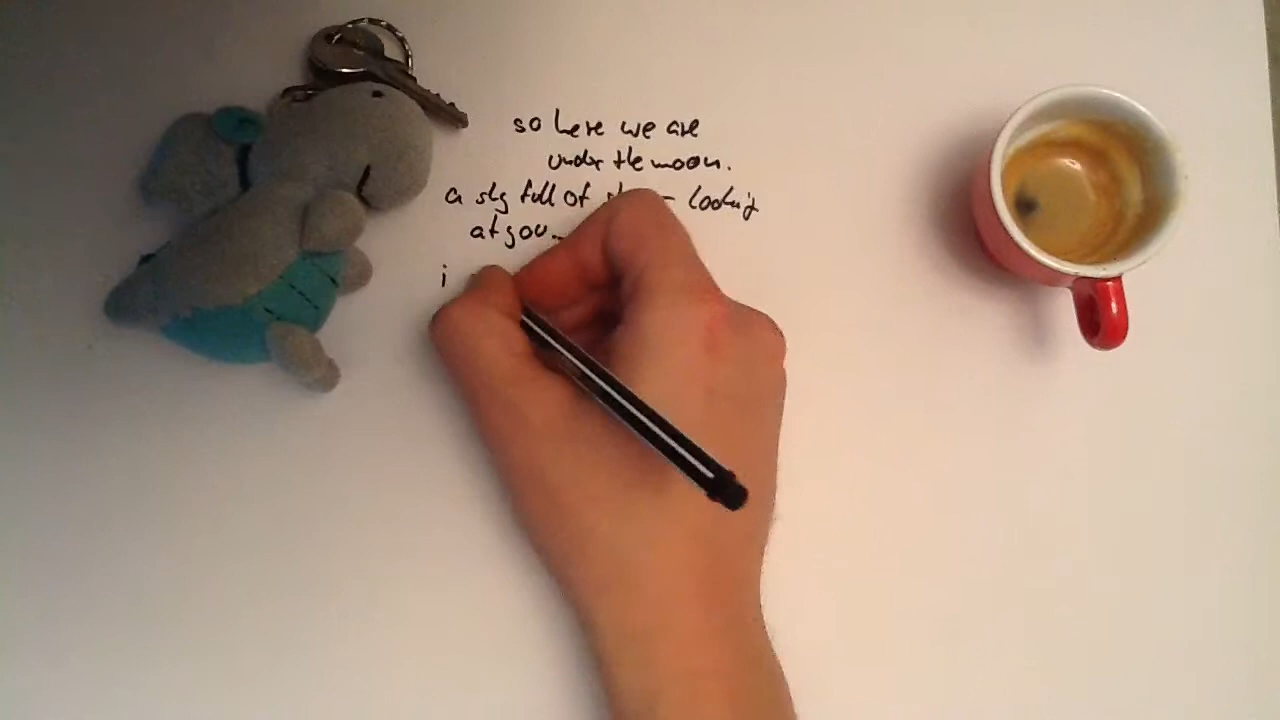 so here we are
under the moon.
a sky full of looking
at you
i